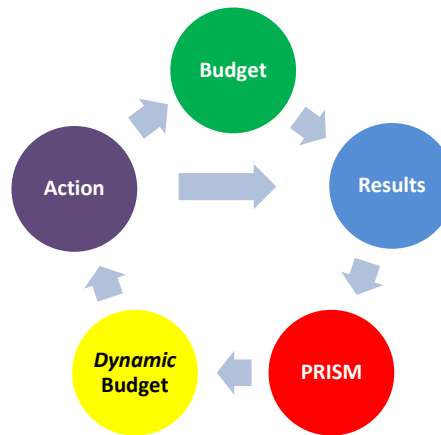 Budget
Results
PRISM
Dynamic
Budget
Action